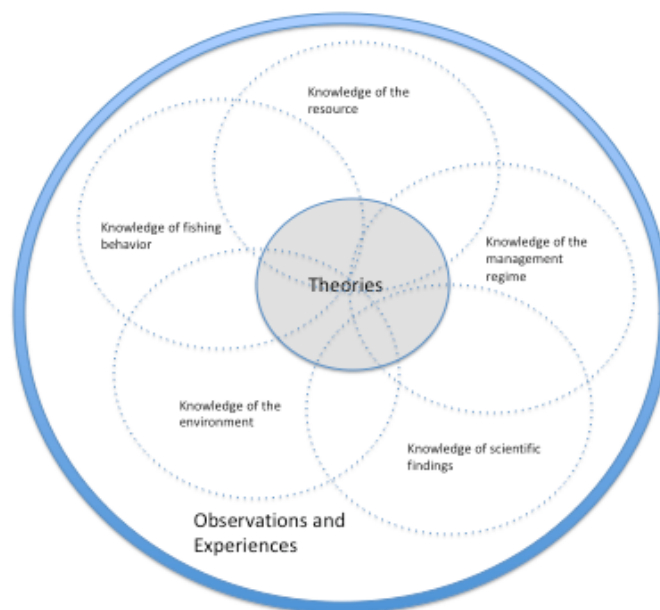 Knowledge of the
resource
Knowledge of fishing
behavior
Knowledge of the
management
regime
Theories
Knowledge of the
environment
Knowledge of scientific
findings
Observations and
Experiences